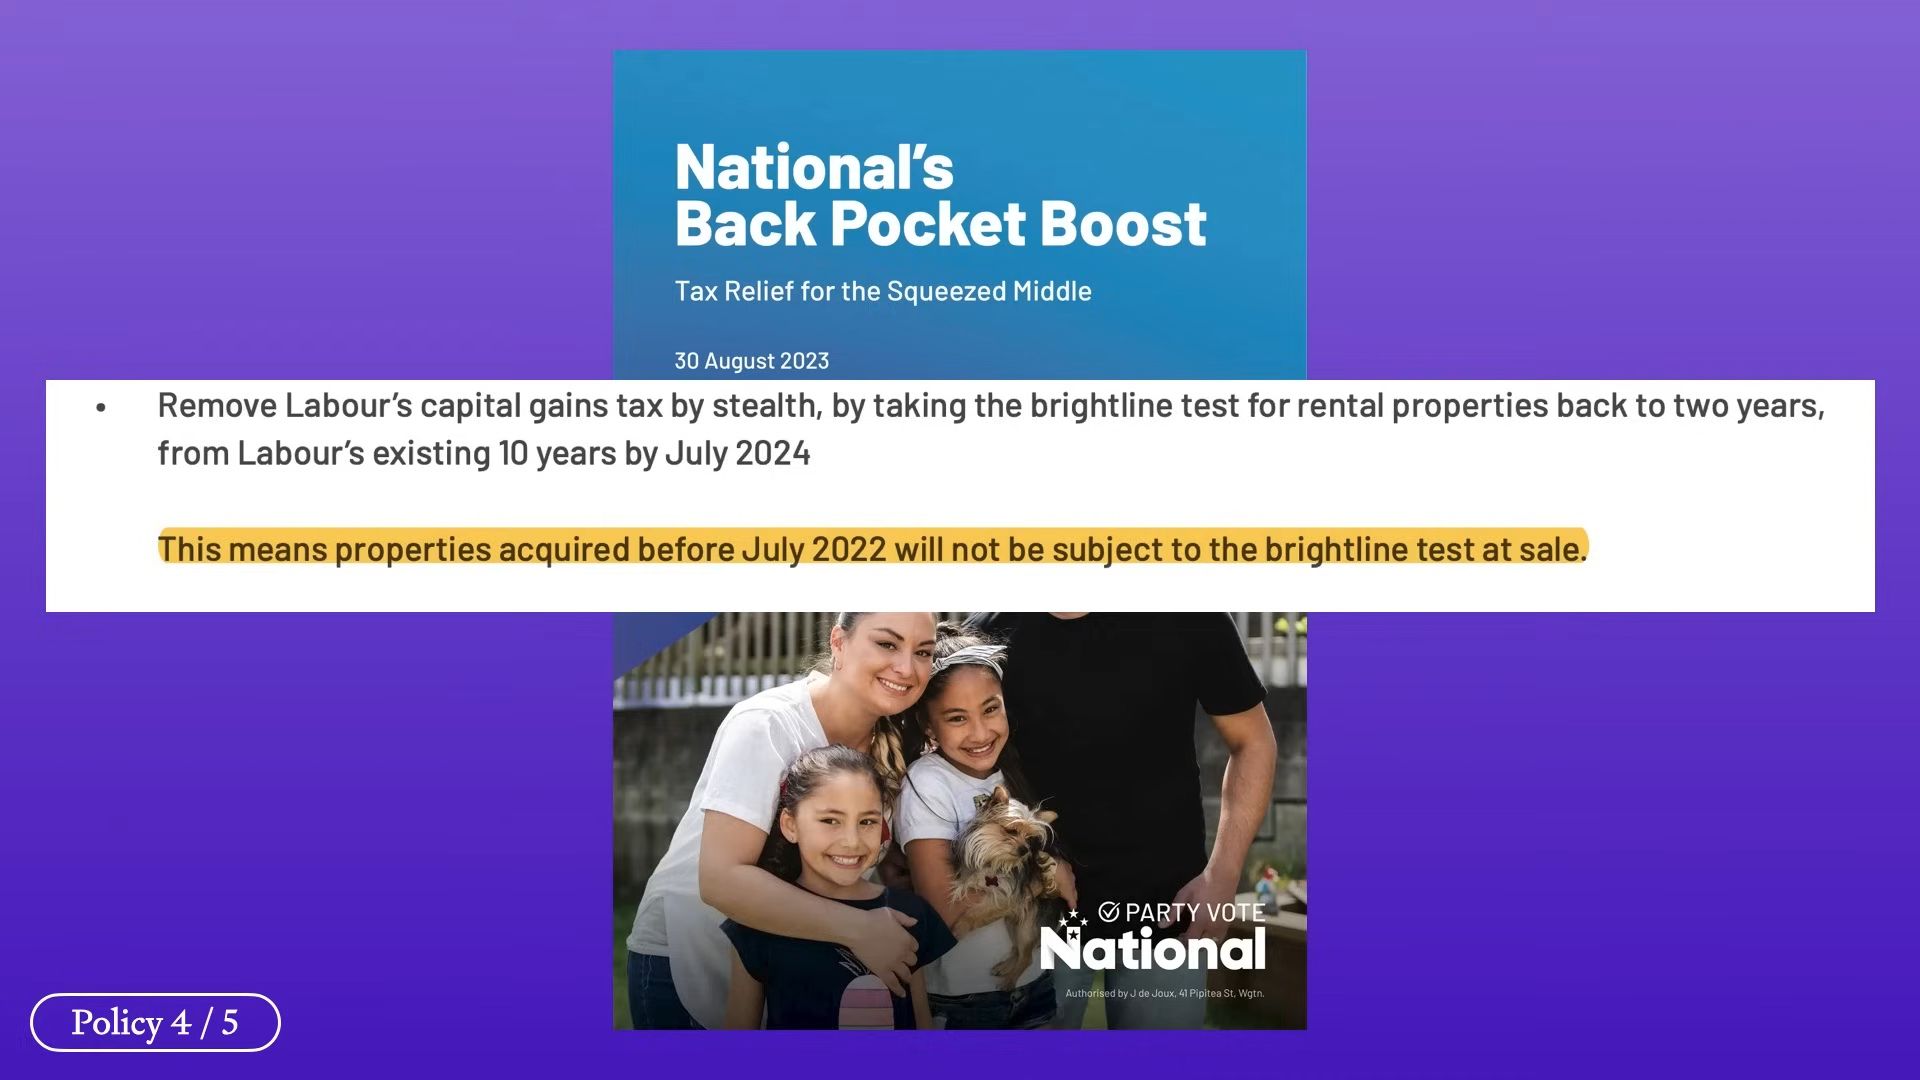 National’s
Back Pocket Boost
Tax Relief for the Squeezed Middle
30 August 2023
• Remove Labour’s capital gains tax by stealth, by taking the brightline test for rental properties back to two years,
from Labour’s existing 10 years by July 2024
This means properties acquired before July 2022 will not be subject to the brightline test at sale.
PARTY VOTE
National
Authorised by J de Joux, 41 Pipitea St, Wgtn.
Policy 4 / 5